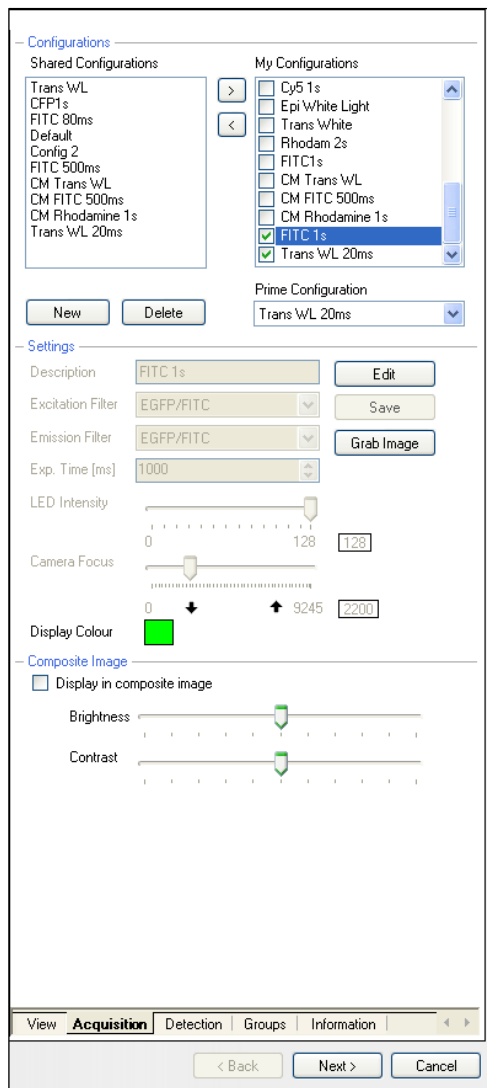 Configurations
Shared Configurations
Trans WL
CFP1s
FITC 80ms
Default
Config 2
FITC 500ms
CM Trans WL
CM FITC 500ms
CM Rhodamine 1s
Trans WL 20ms
>
<
My Configurations
Cy5 1s
Epi White Light
Trans White
Rhodam 2s
FITC1s
CM Trans WL
CM FITC 500ms
CM Rhodamine 1s
FITC 1s
Trans WL 20ms
New Delete
Prime Configuration
Trans WL 20ms
Settings
Description FITC 1s Edit
Excitation Filter EGFP/FITC Save
Emission Filter EGFP/FITC Grab Image
Exp. Time [ms] 1000
LED Intensity
0 128 128
Camera Focus
0 9245 2200
Display Colour
Composite Image
Display in composite image
Brightness
Contrast
View Acquisition Detection Groups Information
< Back Next > Cancel